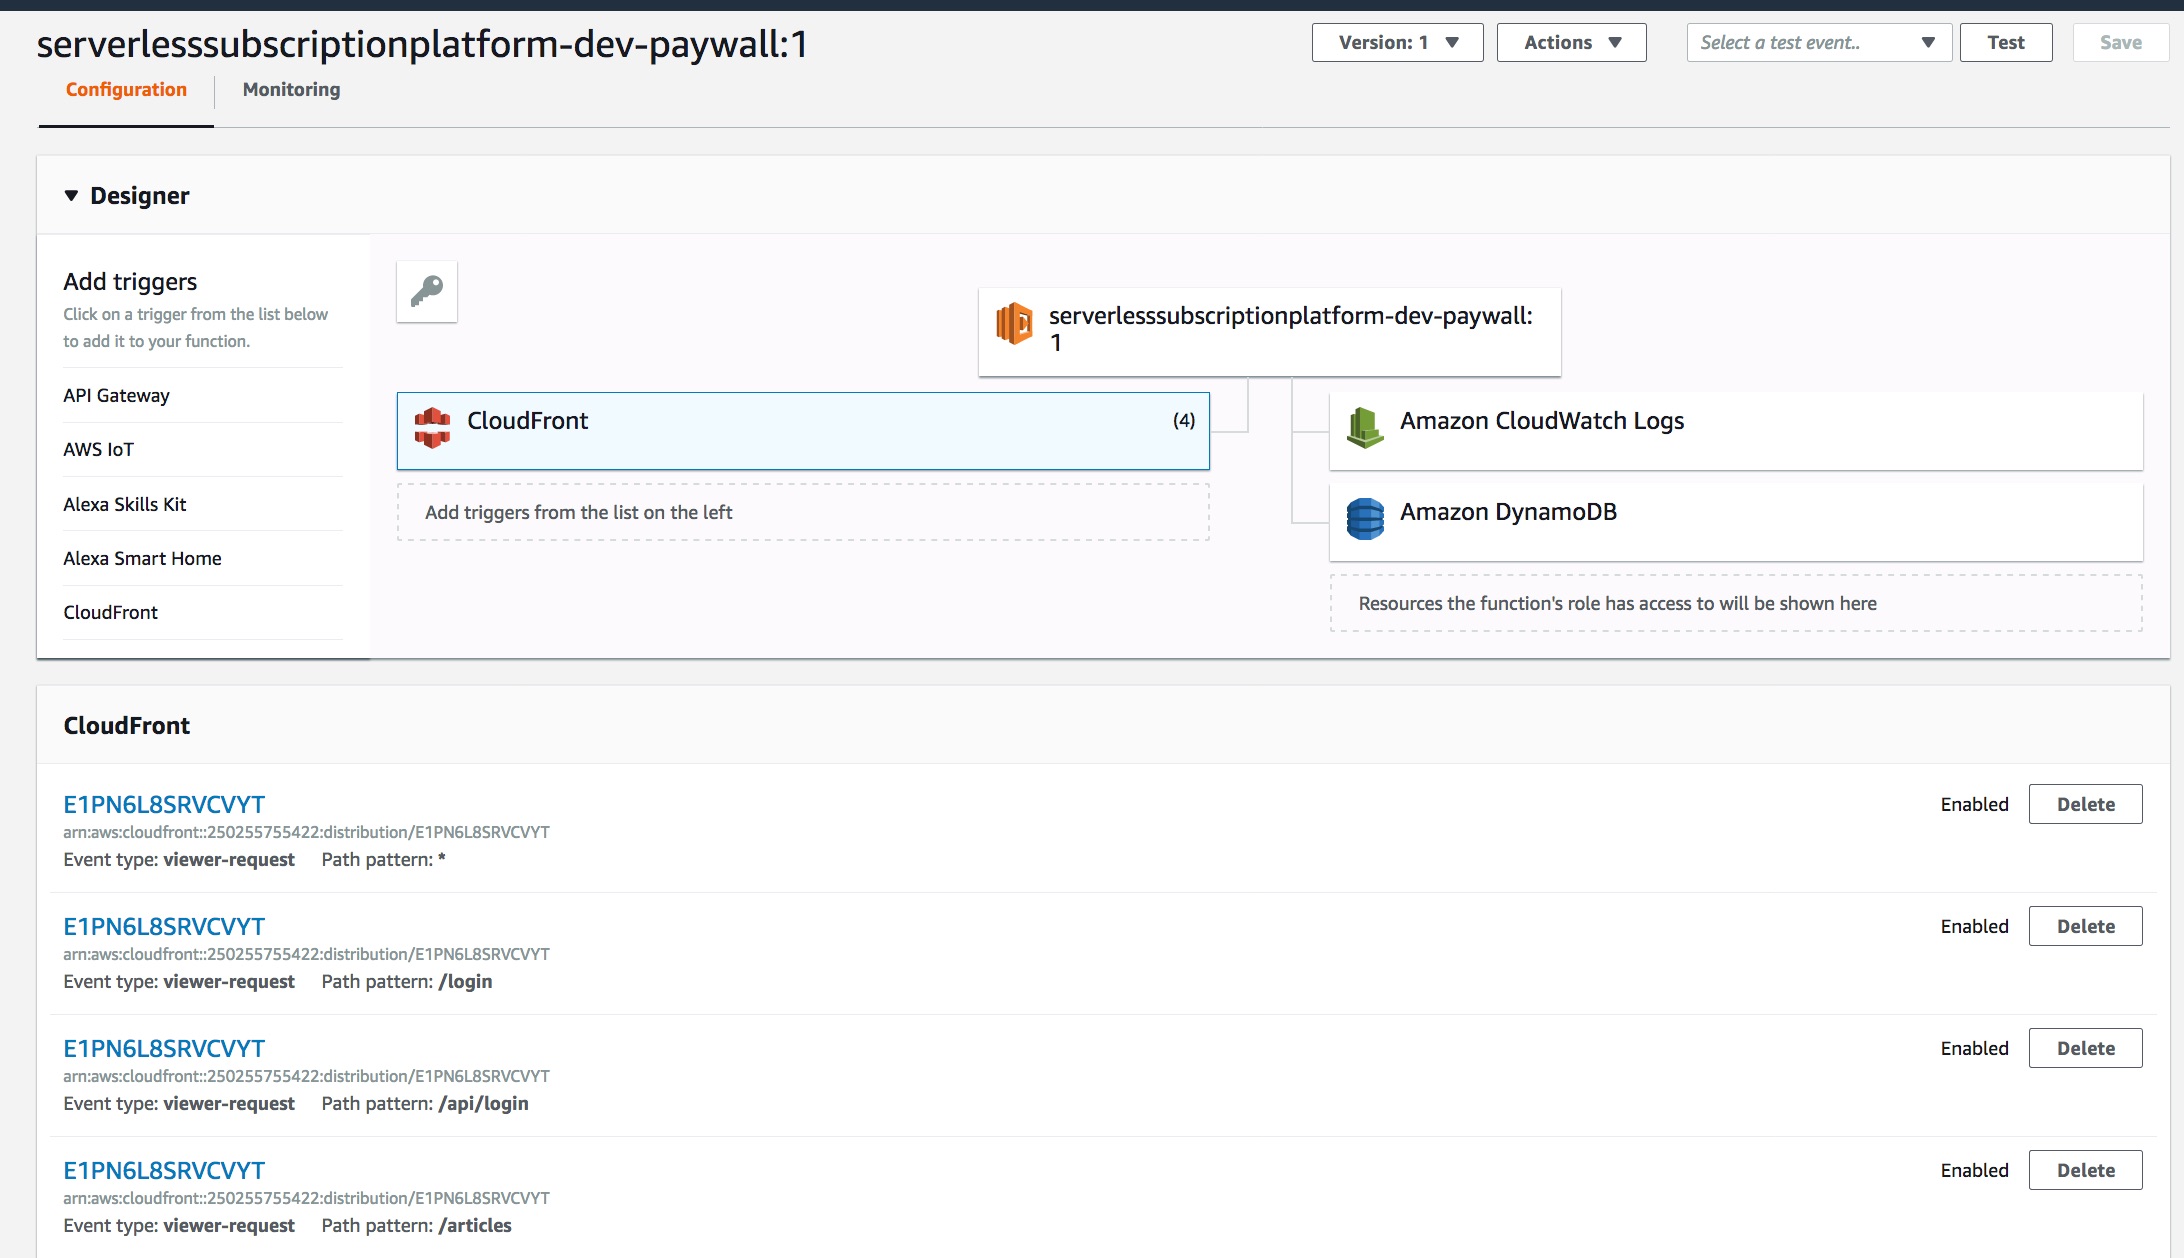 serverlesssubscriptionplatform-dev-paywall:1
Version: 1
Actions
Select a test event..
Test
Save
Configuration
Monitoring
Designer
Add triggers
Click on a trigger from the list below
to add it to your function.
API Gateway
AWS IoT
Alexa Skills Kit
Alexa Smart Home
CloudFront
serverlesssubscriptionplatform-dev-paywall:
1
CloudFront
(4)
Add triggers from the list on the left
Amazon CloudWatch Logs
Amazon DynamoDB
Resources the function's role has access to will be shown here
CloudFront
E1PN6L8SRVCVYT
Enabled
Delete
arn:aws:cloudfront::250255755422:distribution/E1PN6L8SRVCVYT
Event type: viewer-request Path pattern: *
E1PN6L8SRVCVYT
Enabled
Delete
arn:aws:cloudfront::250255755422:distribution/E1PN6L8SRVCVYT
Event type: viewer-request Path pattern: /login
E1PN6L8SRVCVYT
Enabled
Delete
arn:aws:cloudfront::250255755422:distribution/E1PN6L8SRVCVYT
Event type: viewer-request Path pattern: /api/login
E1PN6L8SRVCVYT
Enabled
Delete
arn:aws:cloudfront::250255755422:distribution/E1PN6L8SRVCVYT
Event type: viewer-request Path pattern: /articles